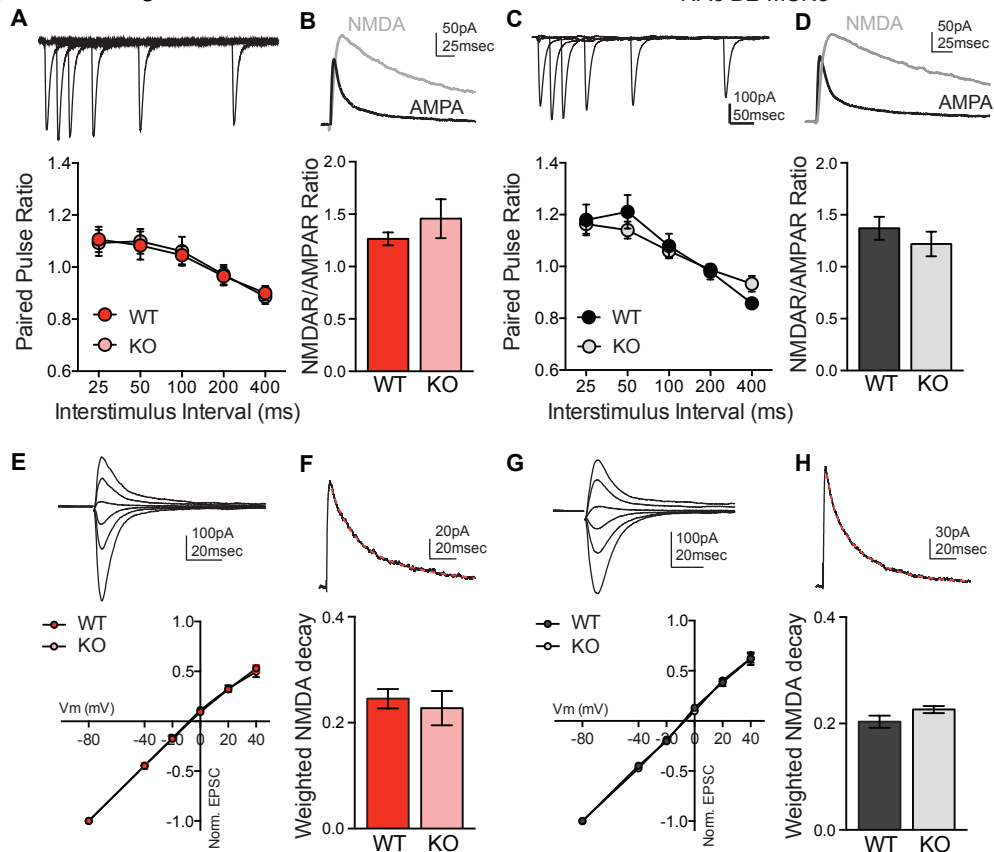 A
B
NMDA
50pA
25msec
AMPA
C
100pA
50msec
D
50pA
25msec
NMDA
AMPA
Paired Pulse Ratio
1.4
1.2
1.0
0.8
0.6
WT
KO
25 50 100 200 400
Interstimulus Interval (ms)
NMDAR/AMPAR Ratio
2.0
1.5
1.0
0.5
0.0
WT KO
Paired Pulse Ratio
1.4
1.2
1.0
0.8
0.6
WT
KO
25 50 100 200 400
Interstimulus Interval (ms)
NMDAR/AMPAR Ratio
2.0
1.5
1.0
0.5
0.0
WT KO
E
100pA
20msec
F
20pA
20msec
G
100pA
20msec
H
30pA
20msec
WT
KO
1.0
0.5
Vm (mV)
-80 -40 -20 0 20 40
-0.5
-1.0
Norm. EPSC
Weighted NMDA decay
0.4
0.2
0.0
WT KO
WT
KO
1.0
0.5
Vm (mV)
-80 -40 -20 0 20 40
-0.5
-1.0
Norm. EPSC
Weighted NMDA decay
0.4
0.2
0.0
WT KO